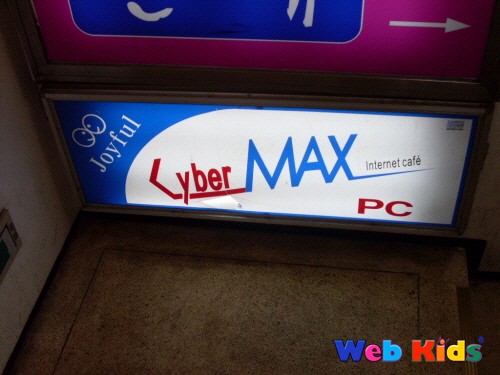 Joyful
Cyber MAX Internet café
PC
Web Kids